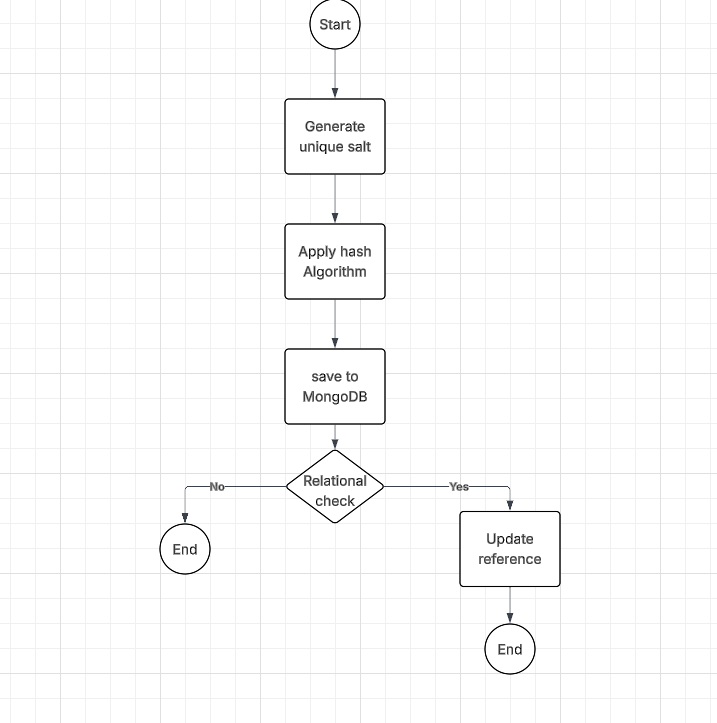 Start
Generate
unique salt
Apply hash
Algorithm
save to
MongoDB
Relational
check
No
Yes
End
Update
reference
End